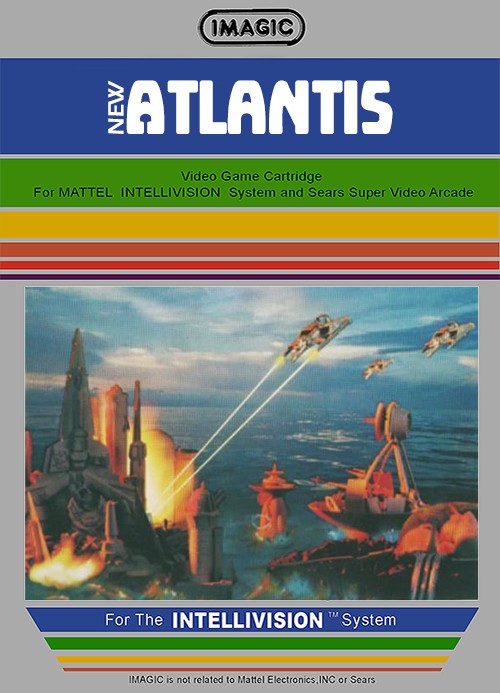 IMAGIC
NEW ATLANTIS
Video Game Cartridge
For MATTEL INTELLIVISION System and Sears Super Video Arcade
For The INTELLIVISION™ System
IMAGIC is not related to Mattel Electronics,INC or Sears